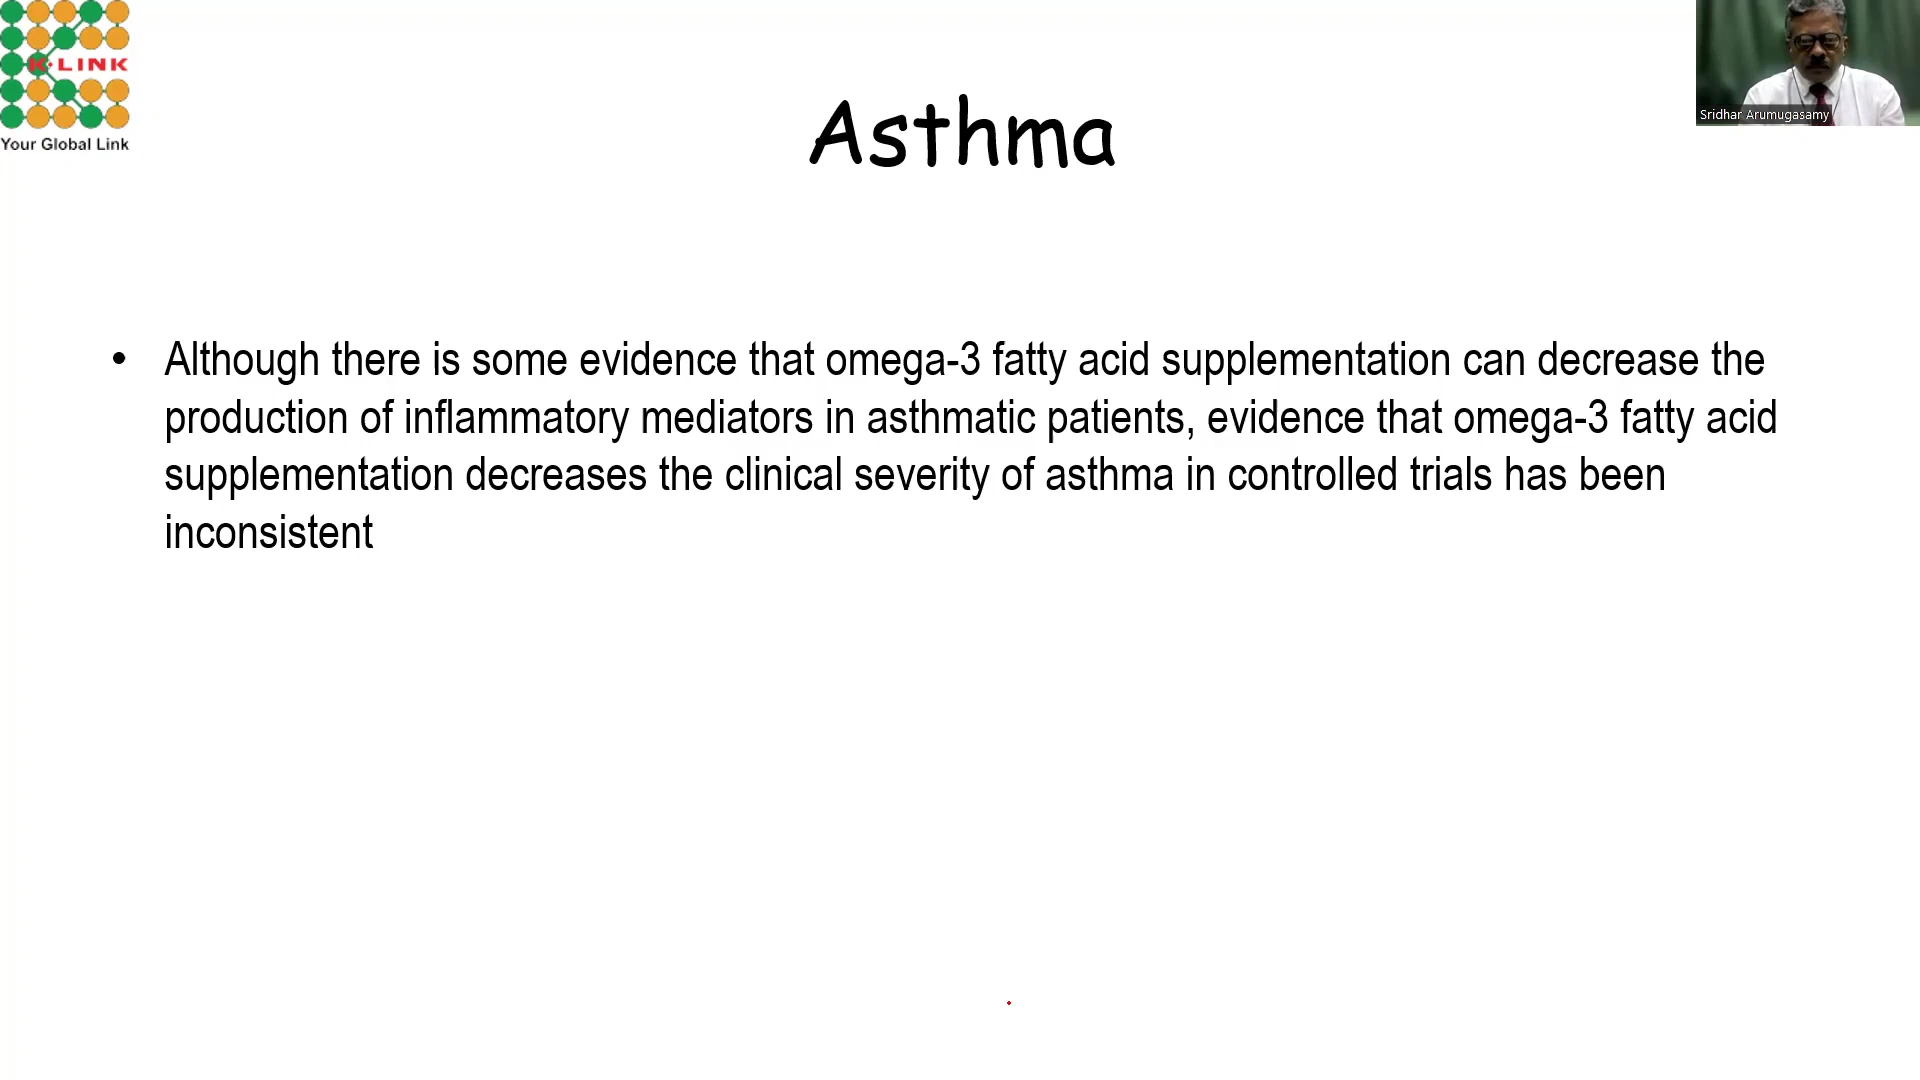 K-LINK
Your Global Link
Sridhar Arumugasamy
Asthma
• Although there is some evidence that omega-3 fatty acid supplementation can decrease the
production of inflammatory mediators in asthmatic patients, evidence that omega-3 fatty acid
supplementation decreases the clinical severity of asthma in controlled trials has been
inconsistent